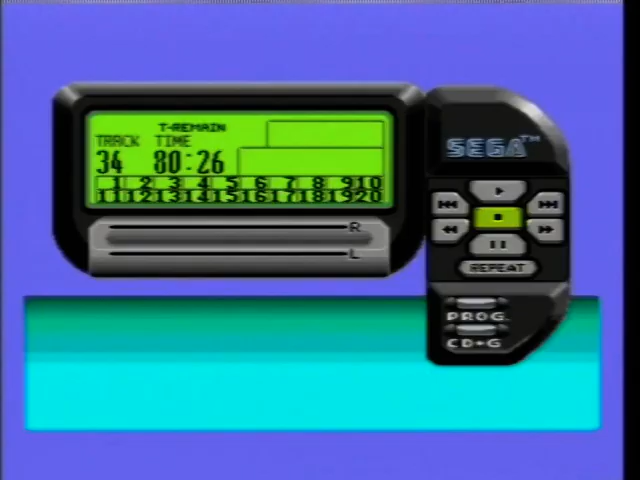 T-REMAIN
TRACK TIME
34 80:26
1 2 3 4 5 6 7 8 9 10
11 12 13 14 15 16 17 18 19 20
R
L
SEGA™
REPEAT
PROG.
CD+G